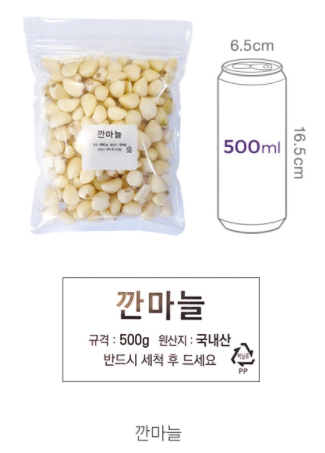 6.5cm
깐마늘
500ml
16.5cm
깐마늘
규격 : 500g 원산지 : 국내산
반드시 세척 후 드세요
PP
깐마늘